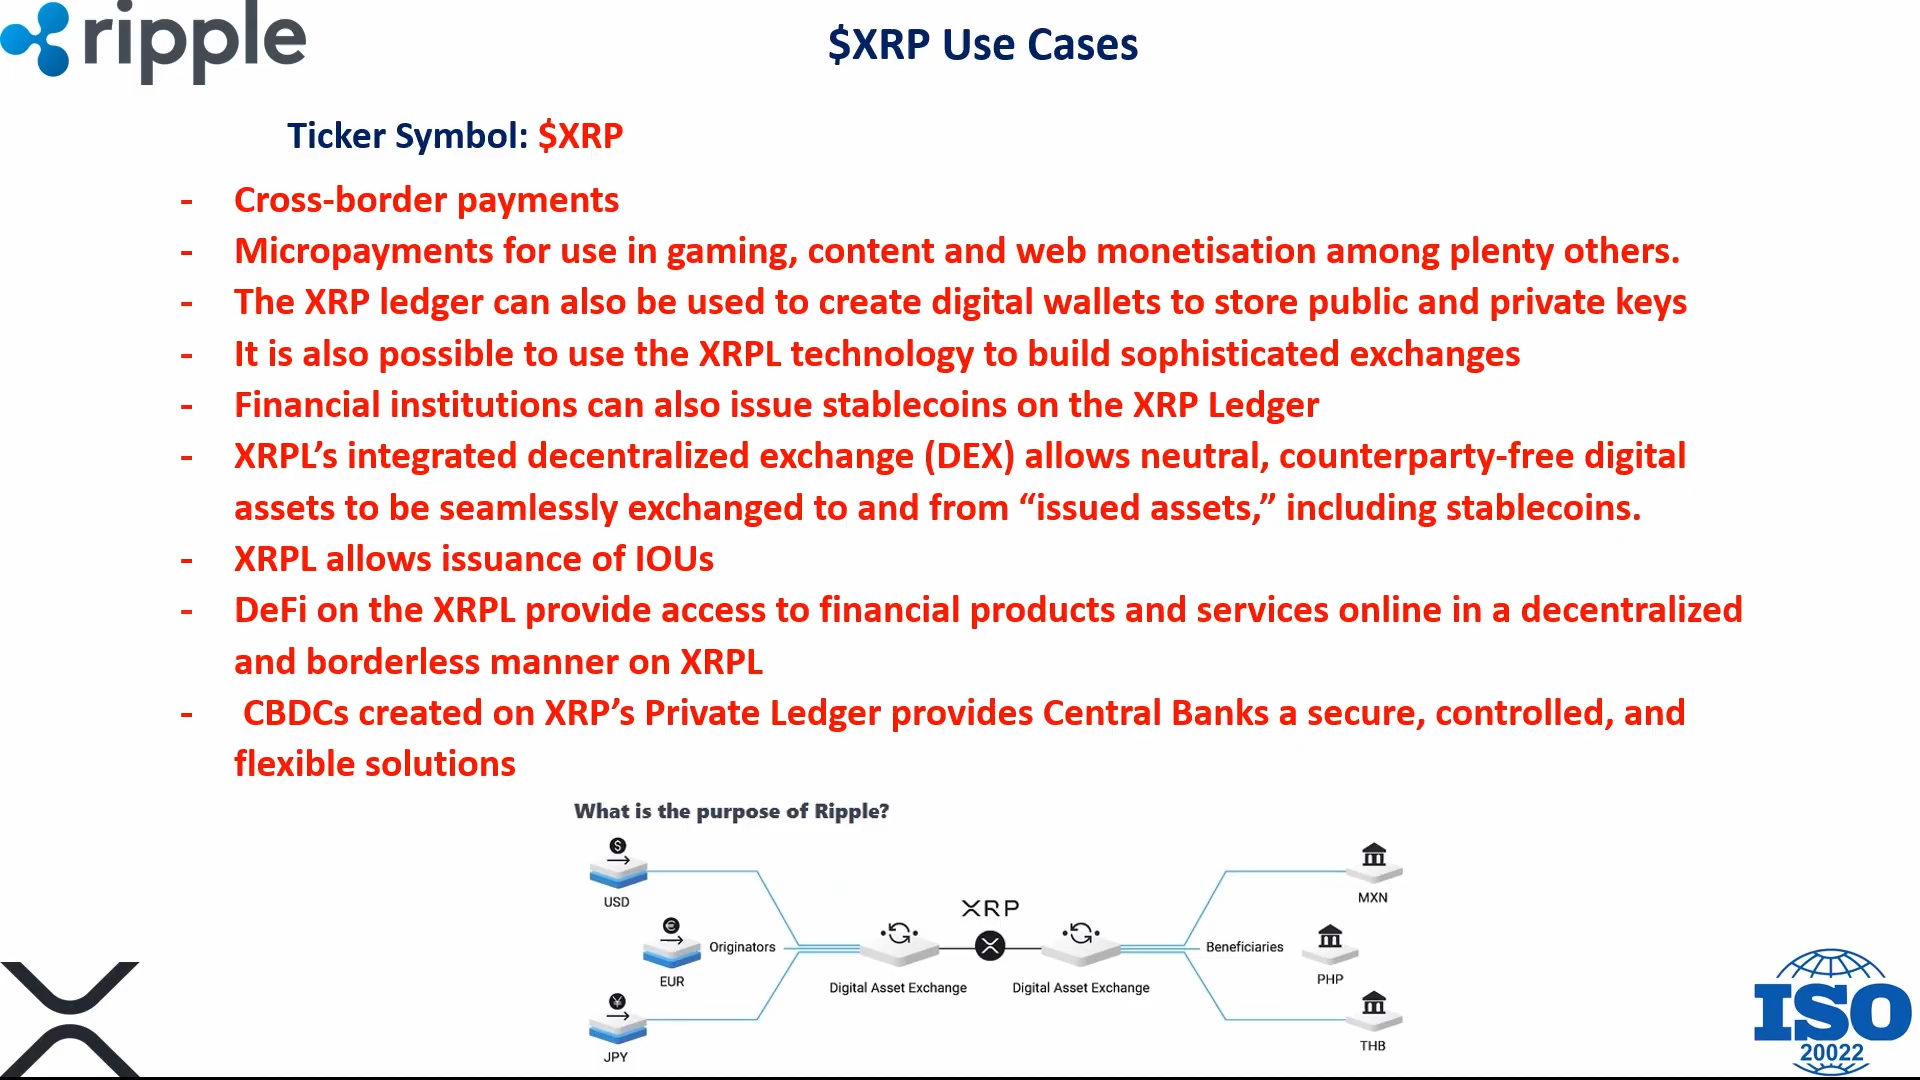 ripple
$XRP Use Cases
Ticker Symbol: $XRP
- Cross-border payments
- Micropayments for use in gaming, content and web monetisation among plenty others.
- The XRP ledger can also be used to create digital wallets to store public and private keys
- It is also possible to use the XRPL technology to build sophisticated exchanges
- Financial institutions can also issue stablecoins on the XRP Ledger
- XRPL’s integrated decentralized exchange (DEX) allows neutral, counterparty-free digital
assets to be seamlessly exchanged to and from “issued assets,” including stablecoins.
- XRPL allows issuance of IOUs
- DeFi on the XRPL provide access to financial products and services online in a decentralized
and borderless manner on XRPL
- CBDCs created on XRP’s Private Ledger provides Central Banks a secure, controlled, and
flexible solutions
What is the purpose of Ripple?
$
USD
€
EUR
¥
JPY
Originators
Digital Asset Exchange
XRP
Digital Asset Exchange
Beneficiaries
MXN
PHP
THB
ISO
20022